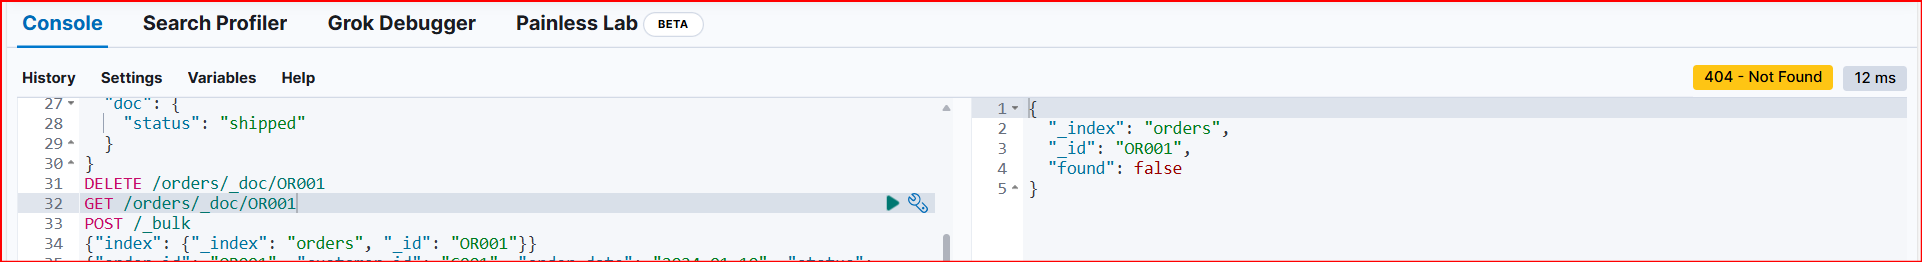 Console Search Profiler Grok Debugger Painless Lab BETA
History Settings Variables Help 404 - Not Found 12 ms
27 "doc": {
28 "status": "shipped"
29 }
30 }
31 DELETE /orders/_doc/OR001
32 GET /orders/_doc/OR001
33 POST /_bulk
34 {"index": {"_index": "orders", "_id": "OR001"}}
1 {
2 "_index": "orders",
3 "_id": "OR001",
4 "found": false
5 }